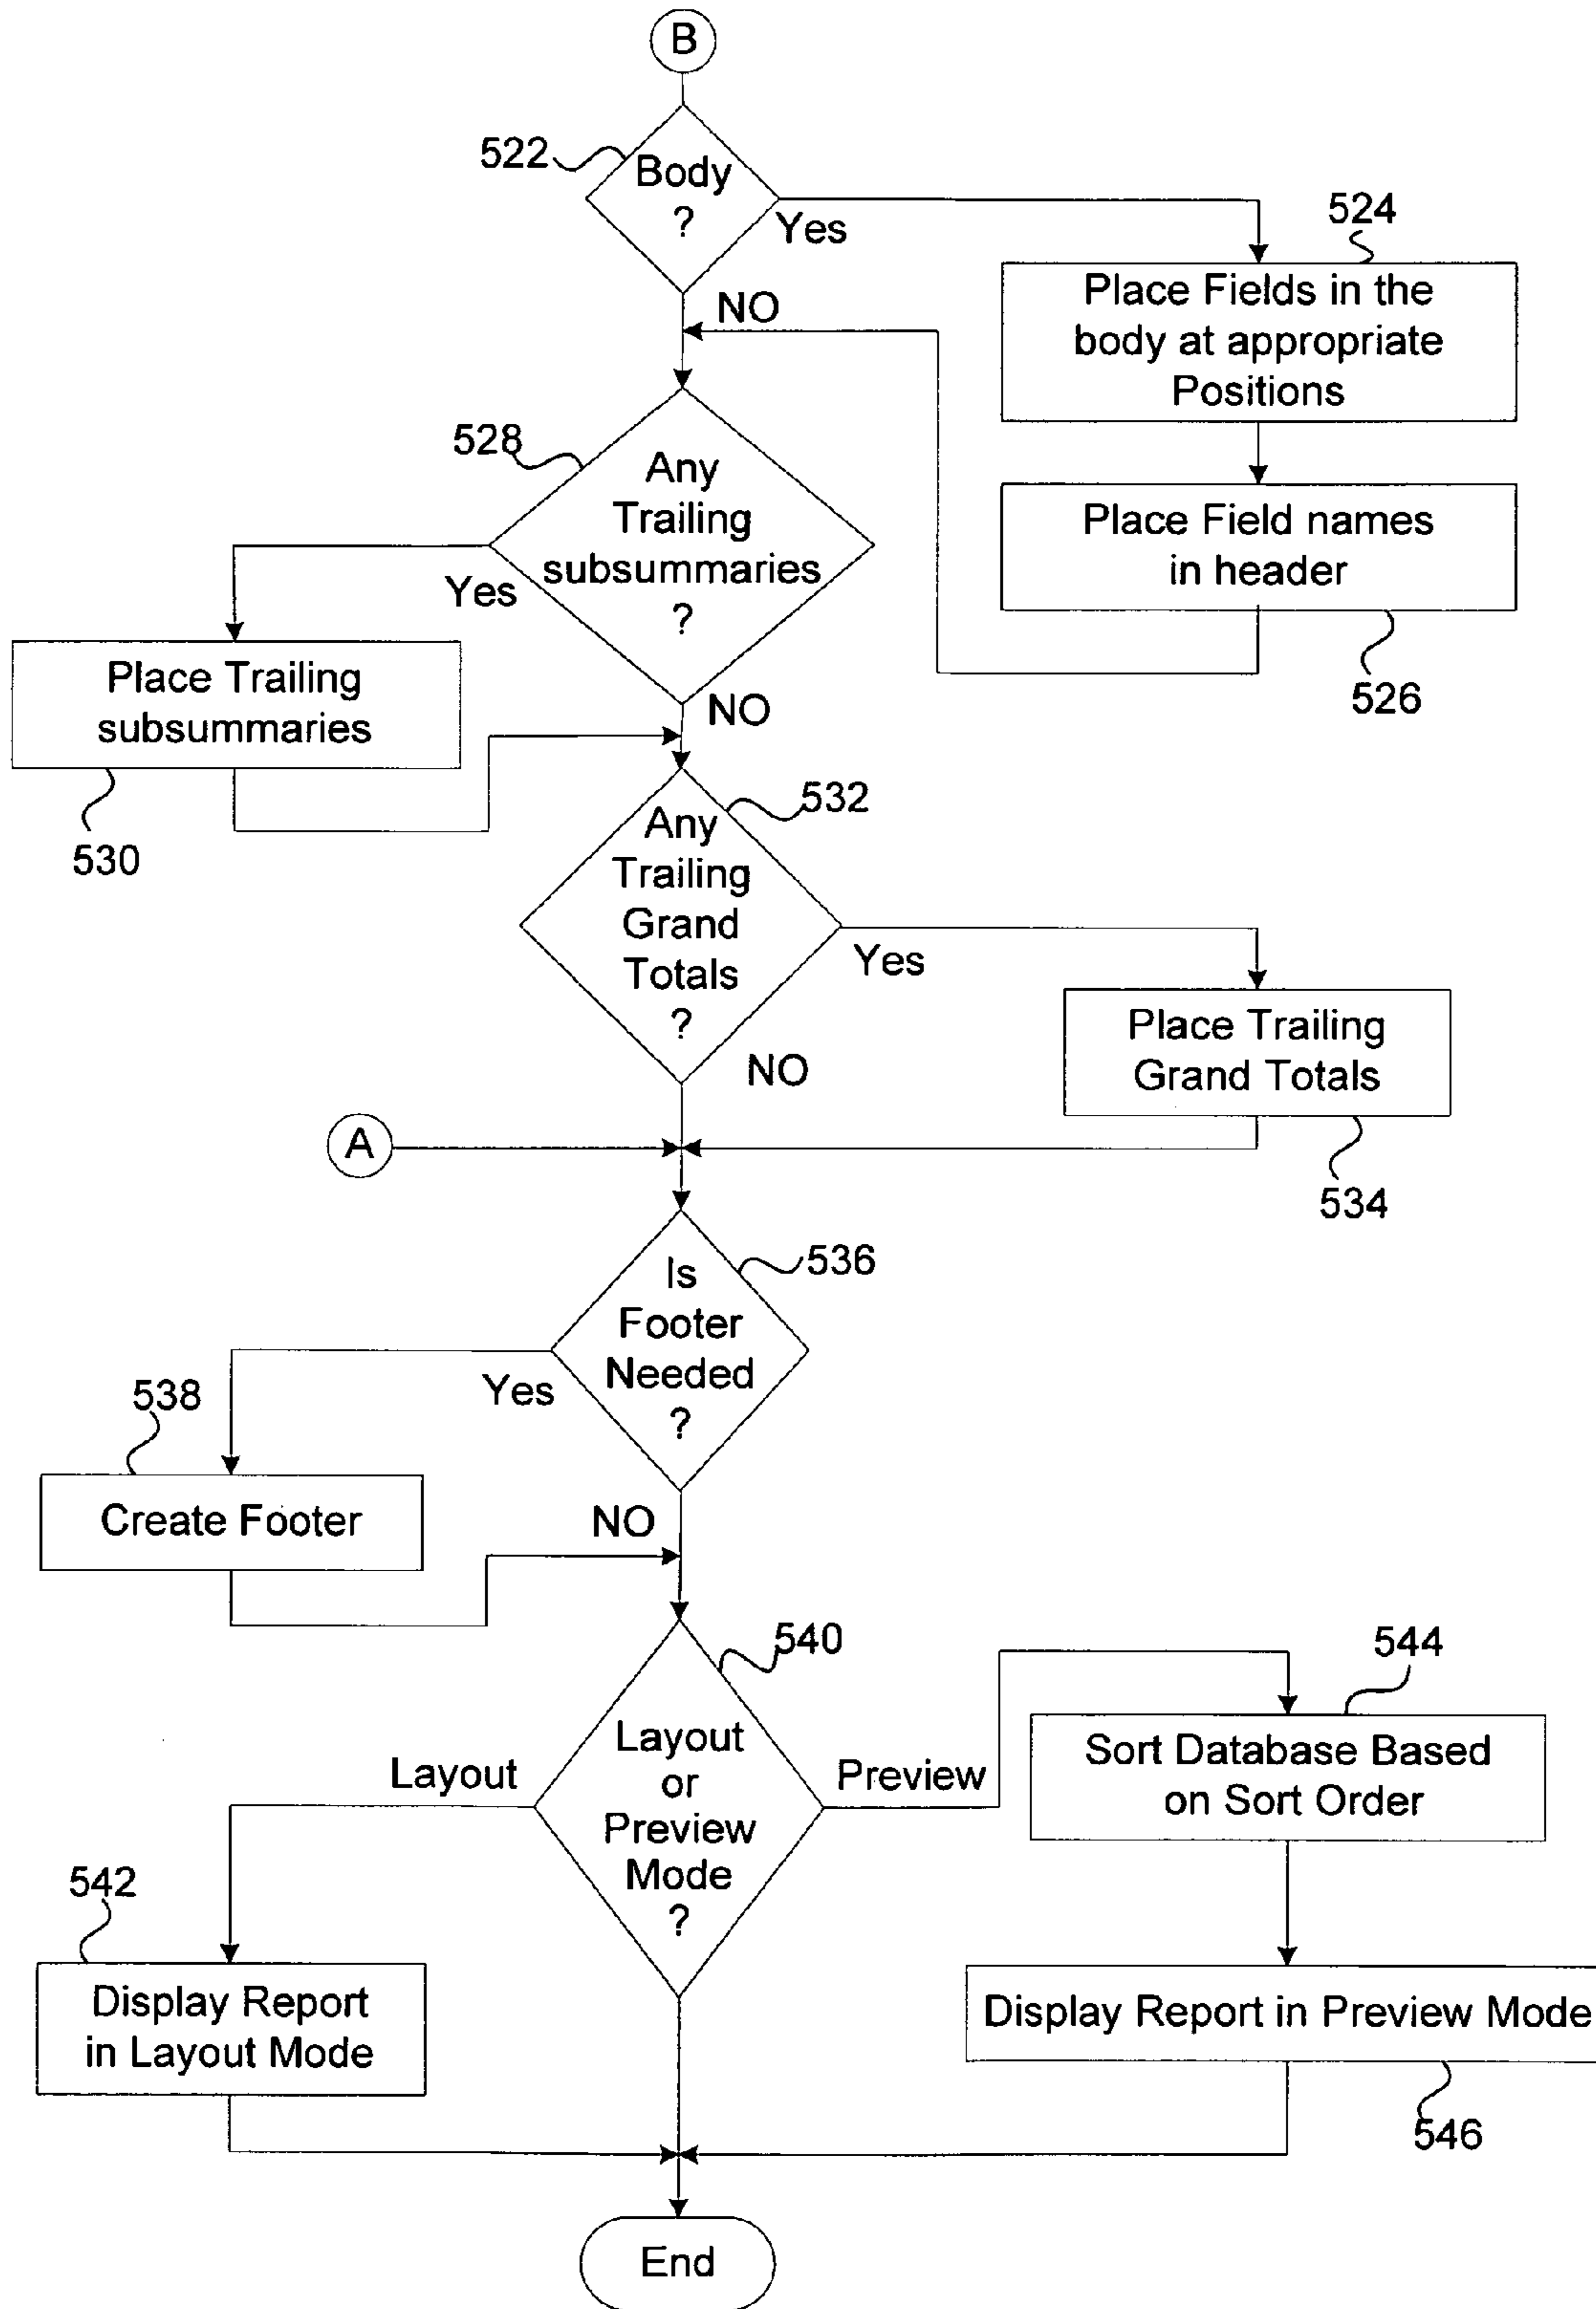 B
522
Body
?
Yes
524
Place Fields in the
body at appropriate
Positions
NO
528
Any
Trailing
subsummaries
?
Yes
Place Field names
in header
526
Place Trailing
subsummaries
530
NO
532
Any
Trailing
Grand
Totals
?
Yes
Place Trailing
Grand Totals
534
NO
A
536
Is
Footer
Needed
?
Yes
538
Create Footer
NO
540
Layout
or
Preview
Mode
?
Layout
Preview
544
Sort Database Based
on Sort Order
542
Display Report
in Layout Mode
Display Report in Preview Mode
546
End